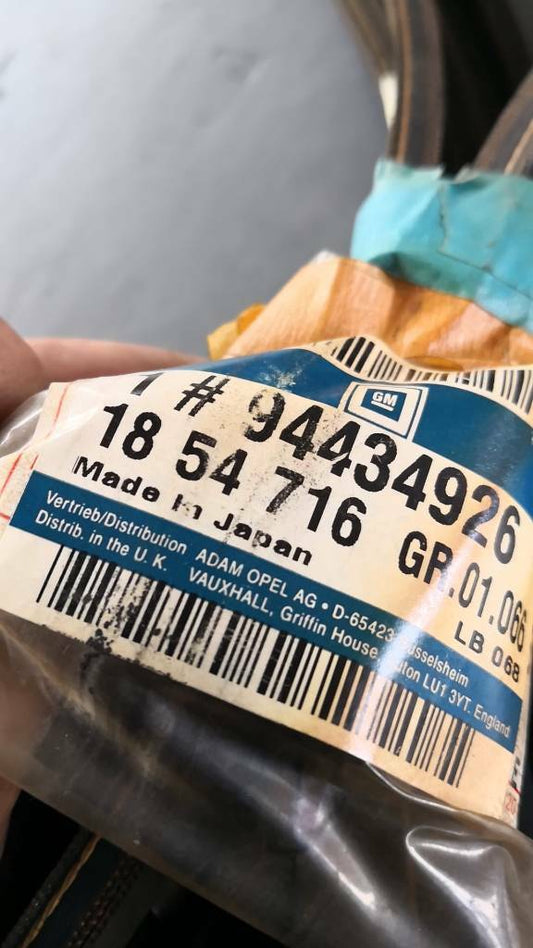 GM
1 # 94434926
18 54 716 GR.01.066
Made In Japan LB 068
Vertrieb/Distribution ADAM OPEL AG • D-65423
Distrib. in the U. K. VAUXHALL, Griffin House LU1 3YT. England